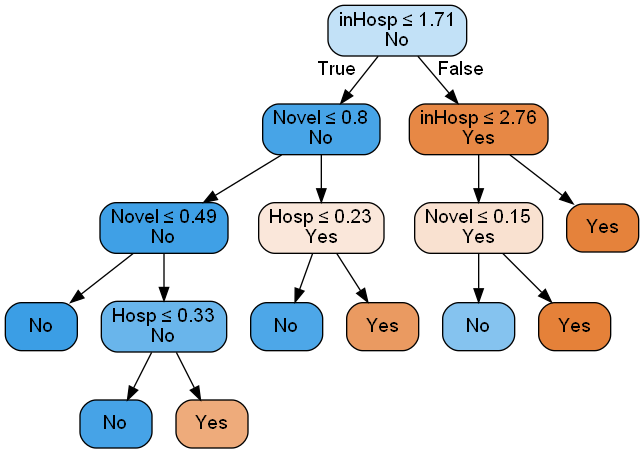 inHosp ≤ 1.71
No
True
False
Novel ≤ 0.8
No
inHosp ≤ 2.76
Yes
Novel ≤ 0.49
No
Hosp ≤ 0.23
Yes
Novel ≤ 0.15
Yes
Yes
No
Hosp ≤ 0.33
No
No
Yes
No
Yes
No
Yes